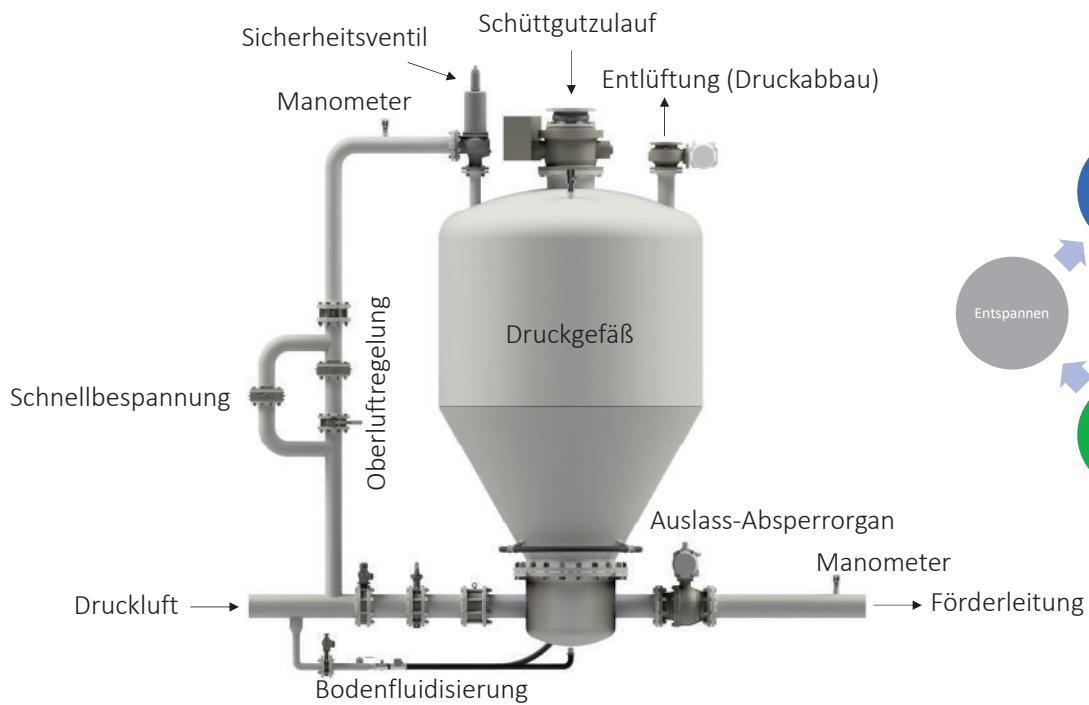 Schüttgutzulauf
Sicherheitsventil
Entlüftung (Druckabbau)
Manometer
Oberluftregelung
Druckgefäß
Entspannen
Schnellbespannung
Auslass-Absperrorgan
Manometer
Druckluft
Förderleitung
Bodenfluidisierung